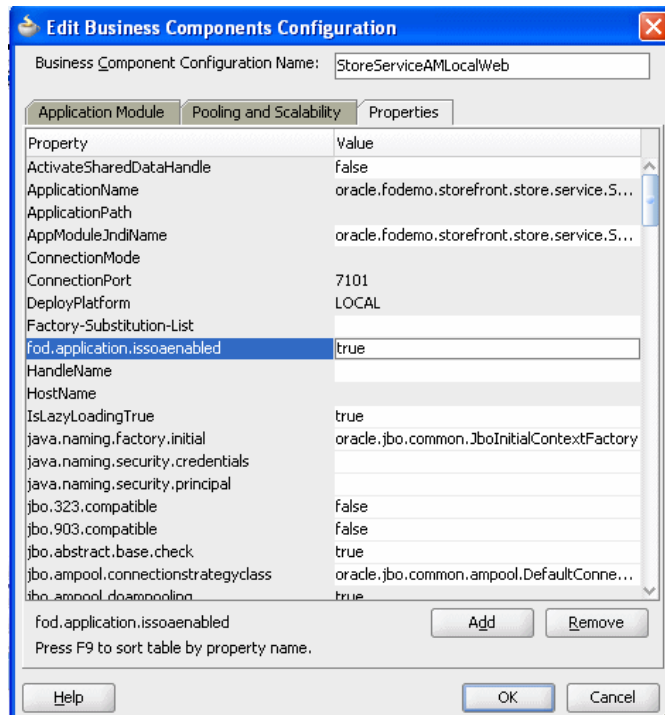 Edit Business Components Configuration
Business Component Configuration Name: StoreServiceAMLocalWeb
Application Module Pooling and Scalability Properties
Property Value
ActivateSharedDataHandle false
ApplicationName oracle.fodemo.storefront.store.service.S...
ApplicationPath
AppModuleJndiName oracle.fodemo.storefront.store.service.S...
ConnectionMode
ConnectionPort 7101
DeployPlatform LOCAL
Factory-Substitution-List
fod.application.issoaenabled true
HandleName
HostName
IsLazyLoadingTrue true
java.naming.factory.initial oracle.jbo.common.JboInitialContextFactory
java.naming.security.credentials
java.naming.security.principal
jbo.323.compatible false
jbo.903.compatible false
jbo.abstract.base.check true
jbo.ampool.connectionstrategyclass oracle.jbo.common.ampool.DefaultConne...
jbo.ampool.doampooling true
fod.application.issoaenabled Add Remove
Press F9 to sort table by property name.
Help OK Cancel